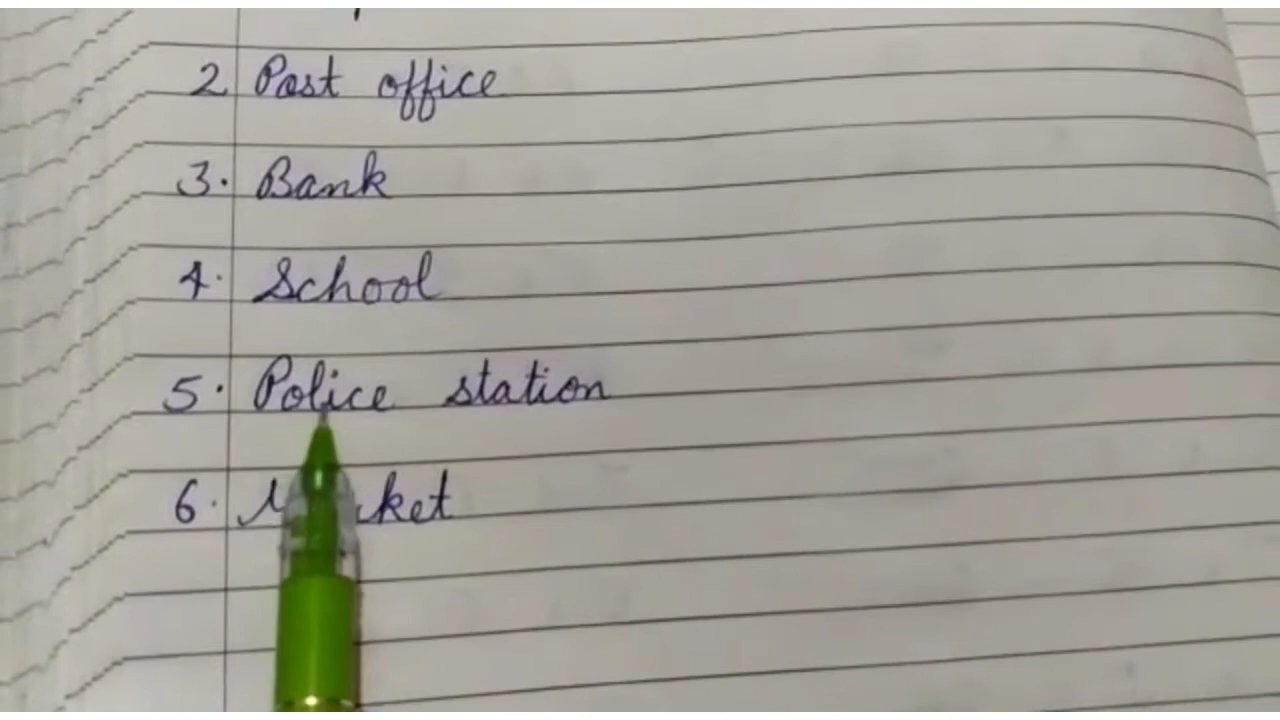 2 Post office
3. Bank
4. School
5. Police station
6.